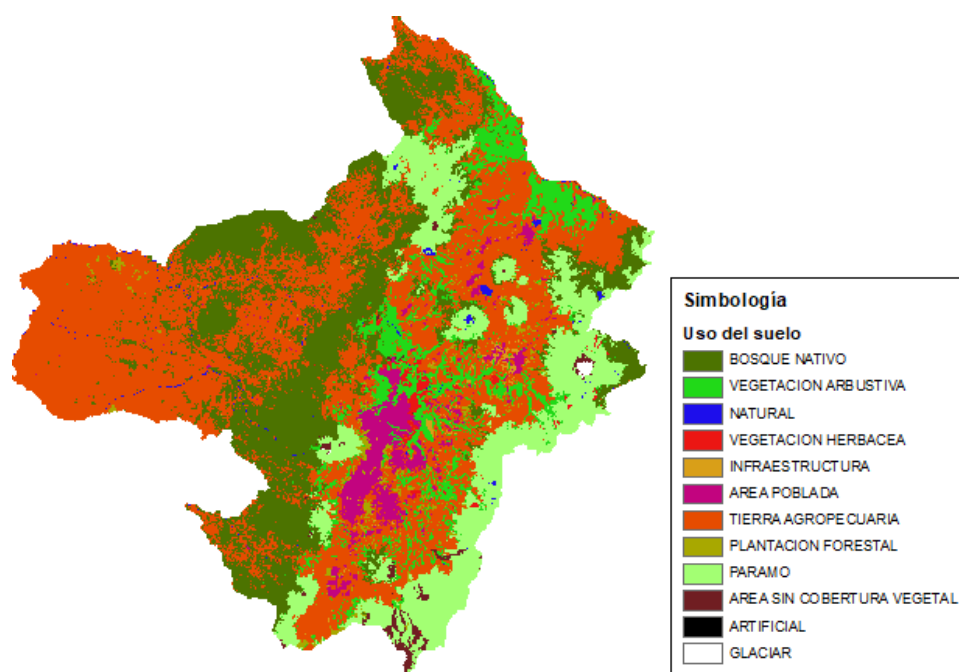 Simbología
Uso del suelo
BOSQUE NATIVO
VEGETACION ARBUSTIVA
NATURAL
VEGETACION HERBACEA
INFRAESTRUCTURA
AREA POBLADA
TIERRA AGROPECUARIA
PLANTACION FORESTAL
PARAMO
AREA SIN COBERTURA VEGETAL
ARTIFICIAL
GLACIAR